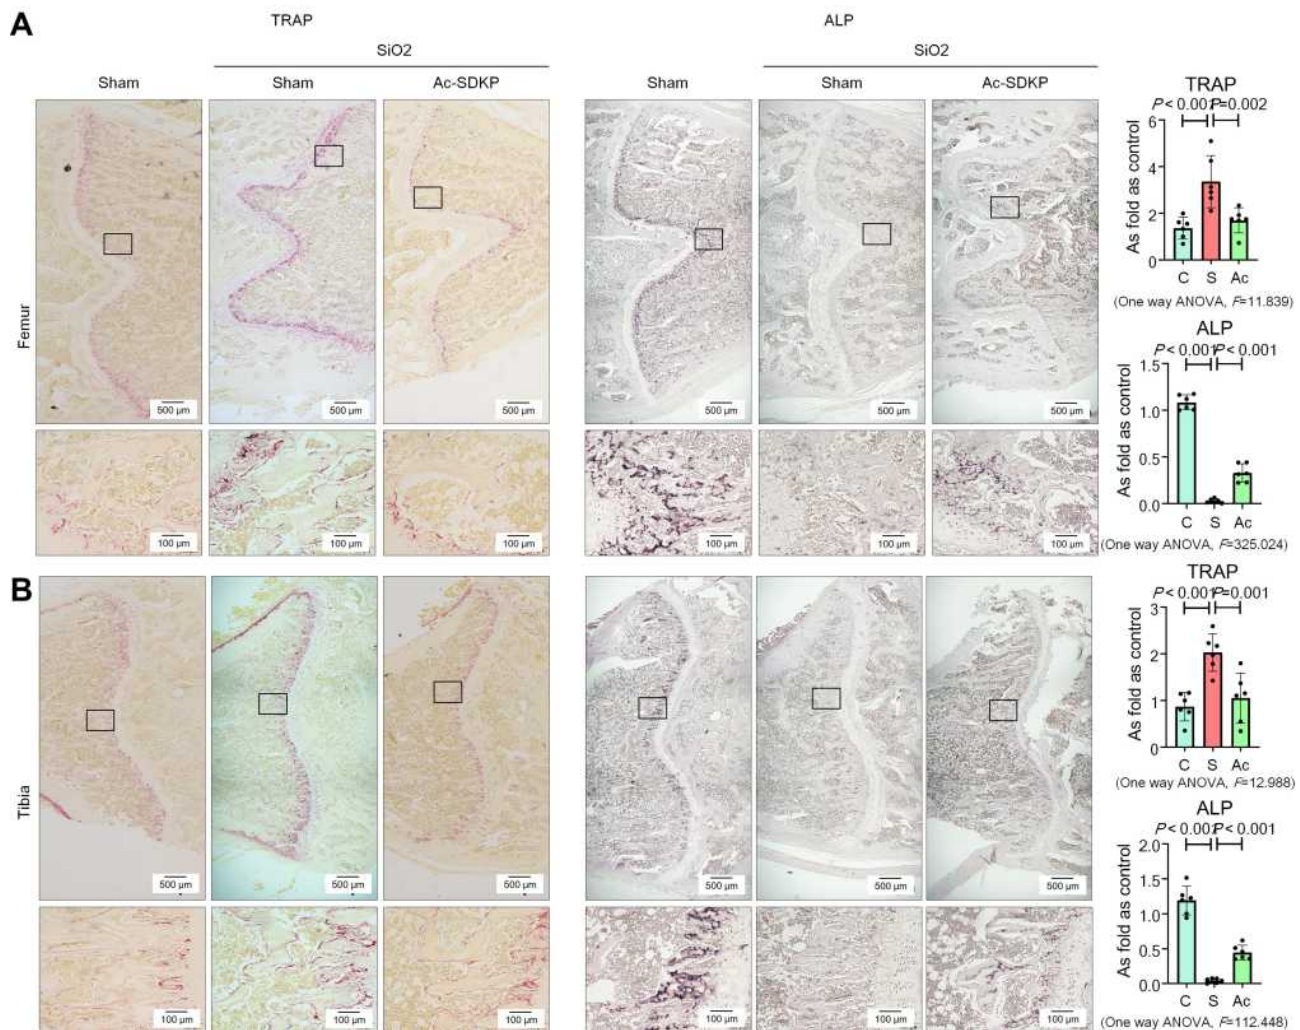 A
TRAP
ALP
SiO2
SiO2
Sham
Sham
Ac-SDKP
Sham
Sham
Ac-SDKP
Femur
500 µm
500 µm
500 µm
500 µm
500 µm
500 µm
100 µm
100 µm
100 µm
100 µm
100 µm
100 µm
TRAP
P < 0.001 P=0.002
As fold as control
6
4
2
0
C S Ac
(One way ANOVA, F=11.839)
ALP
P < 0.001 P < 0.001
As fold as control
1.5
1.0
0.5
0.0
C S Ac
(One way ANOVA, F=325.024)
B
Tibia
500 µm
500 µm
500 µm
500 µm
500 µm
500 µm
100 µm
100 µm
100 µm
100 µm
100 µm
100 µm
TRAP
P < 0.001 P=0.001
As fold as control
3
2
1
0
C S Ac
(One way ANOVA, F=12.988)
ALP
P < 0.001 P < 0.001
As fold as control
2.0
1.5
1.0
0.5
0.0
C S Ac
(One way ANOVA, F=112.448)